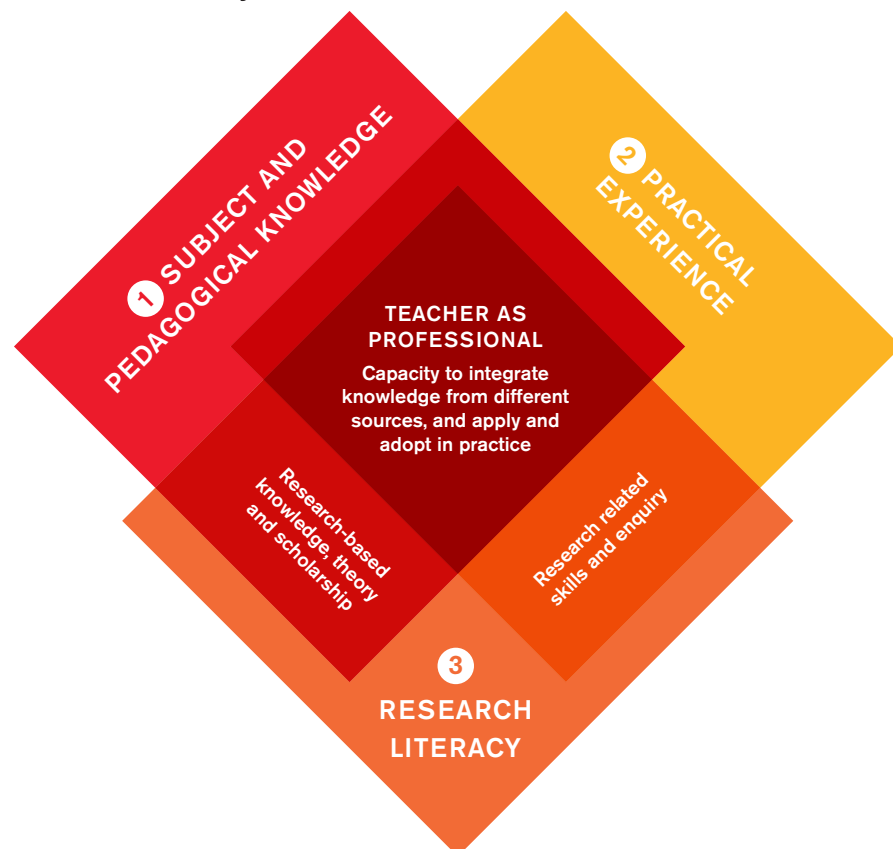 1 SUBJECT AND
PEDAGOGICAL KNOWLEDGE
2 PRACTICAL
EXPERIENCE
TEACHER AS
PROFESSIONAL
Capacity to integrate
knowledge from different
sources, and apply and
adopt in practice
Research-based
knowledge, theory
and scholarship
Research related
skills and enquiry
3
RESEARCH
LITERACY